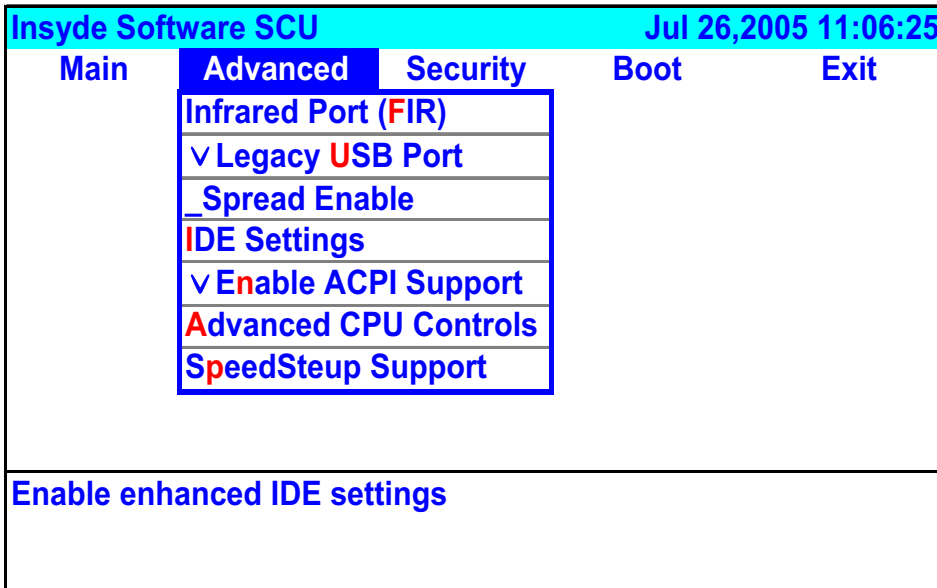 Insyde Software SCU Jul 26,2005 11:06:25
Main Advanced Security Boot Exit
Infrared Port (FIR)
∨ Legacy USB Port
_Spread Enable
IDE Settings
∨ Enable ACPI Support
Advanced CPU Controls
SpeedSteup Support
Enable enhanced IDE settings